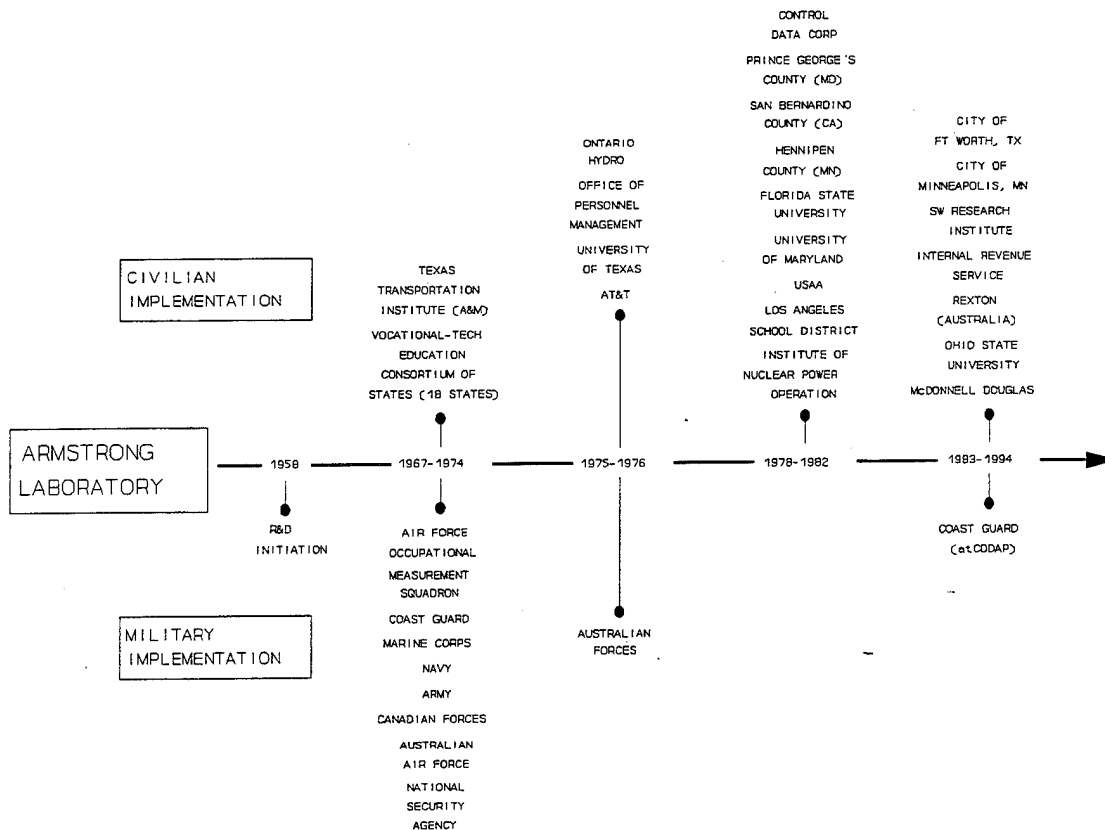 CONTROL
DATA CORP
PRINCE GEORGE'S
COUNTY (MD)
SAN BERNARDINO
COUNTY (CA)
HENNIPEN
COUNTY (MN)
FLORIDA STATE
UNIVERSITY
UNIVERSITY
OF MARYLAND
USAA
LOS ANGELES
SCHOOL DISTRICT
INSTITUTE OF
NUCLEAR POWER
OPERATION
CITY OF
FT WORTH, TX
CITY OF
MINNEAPOLIS, MN
SW RESEARCH
INSTITUTE
INTERNAL REVENUE
SERVICE
REXTON
(AUSTRALIA)
OHIO STATE
UNIVERSITY
McDONNELL DOUGLAS
ONTARIO
HYDRO
OFFICE OF
PERSONNEL
MANAGEMENT
UNIVERSITY
OF TEXAS
AT&T
CIVILIAN
IMPLEMENTATION
TEXAS
TRANSPORTATION
INSTITUTE (A&M)
VOCATIONAL-TECH
EDUCATION
CONSORTIUM OF
STATES (18 STATES)
ARMSTRONG
LABORATORY
1958
1967-1974
1975-1976
1978-1982
1983-1994
R&D
INITIATION
AIR FORCE
OCCUPATIONAL
MEASUREMENT
SQUADRON
COAST GUARD
MARINE CORPS
NAVY
ARMY
CANADIAN FORCES
AUSTRALIAN
AIR FORCE
NATIONAL
SECURITY
AGENCY
COAST GUARD
(atCODAP)
MILITARY
IMPLEMENTATION
AUSTRALIAN
FORCES